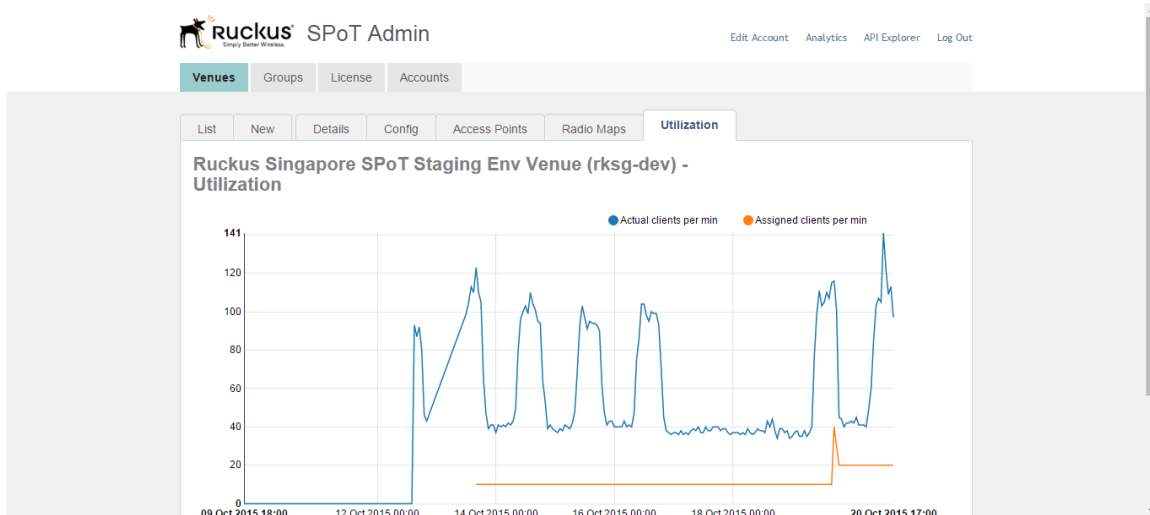 Ruckus SPoT Admin
Simply Better Wireless.
Edit Account Analytics API Explorer Log Out
Venues Groups License Accounts
List New Details Config Access Points Radio Maps Utilization
Ruckus Singapore SPoT Staging Env Venue (rksg-dev) -
Utilization
Actual clients per min Assigned clients per min
141
120
100
80
60
40
20
0
09 Oct 2015 18:00 12 Oct 2015 00:00 14 Oct 2015 00:00 16 Oct 2015 00:00 18 Oct 2015 00:00 20 Oct 2015 17:00